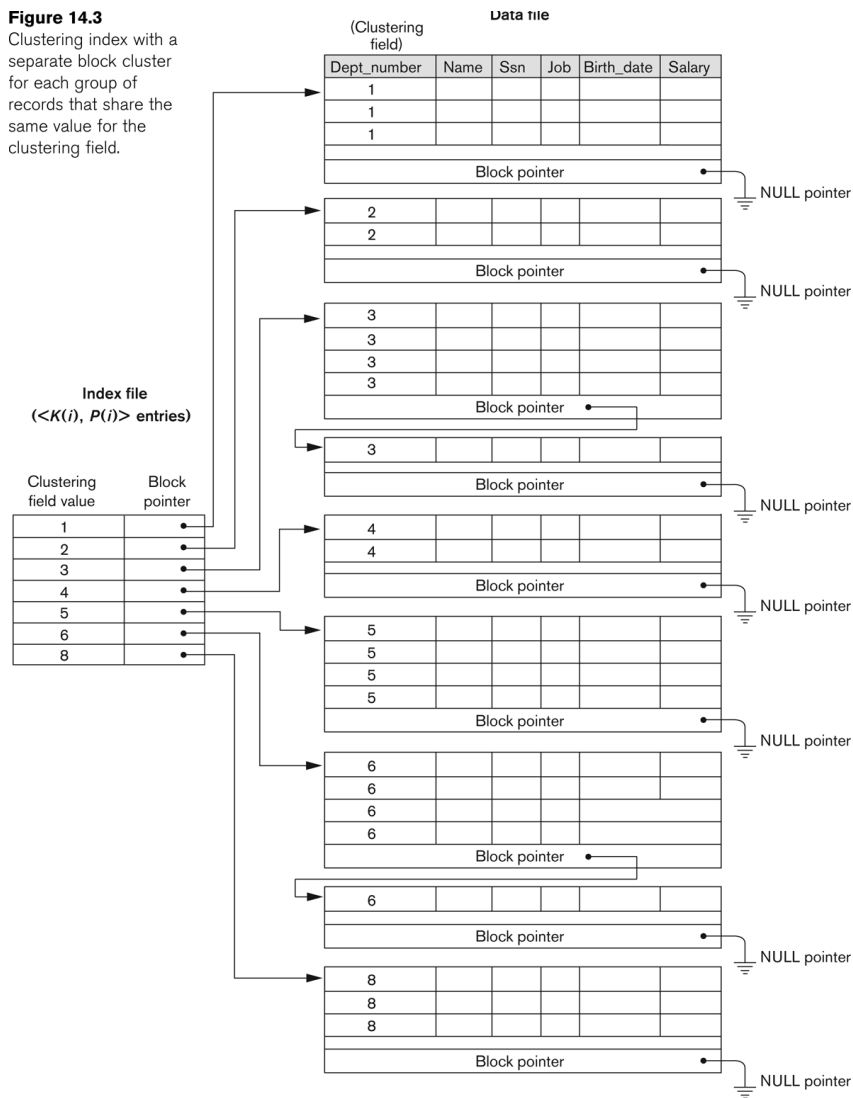 Figure 14.3
Clustering index with a
separate block cluster
for each group of
records that share the
same value for the
clustering field.
Data file
(Clustering
field)
Dept_number Name Ssn Job Birth_date Salary
1
1
1
Block pointer
NULL pointer
2
2
Block pointer
NULL pointer
3
3
3
3
Block pointer
3
Block pointer
NULL pointer
4
4
Block pointer
NULL pointer
5
5
5
5
Block pointer
NULL pointer
6
6
6
6
Block pointer
6
Block pointer
NULL pointer
8
8
8
Block pointer
NULL pointer
Index file
(<K(i), P(i)> entries)
Clustering
field value
Block
pointer
1
2
3
4
5
6
8